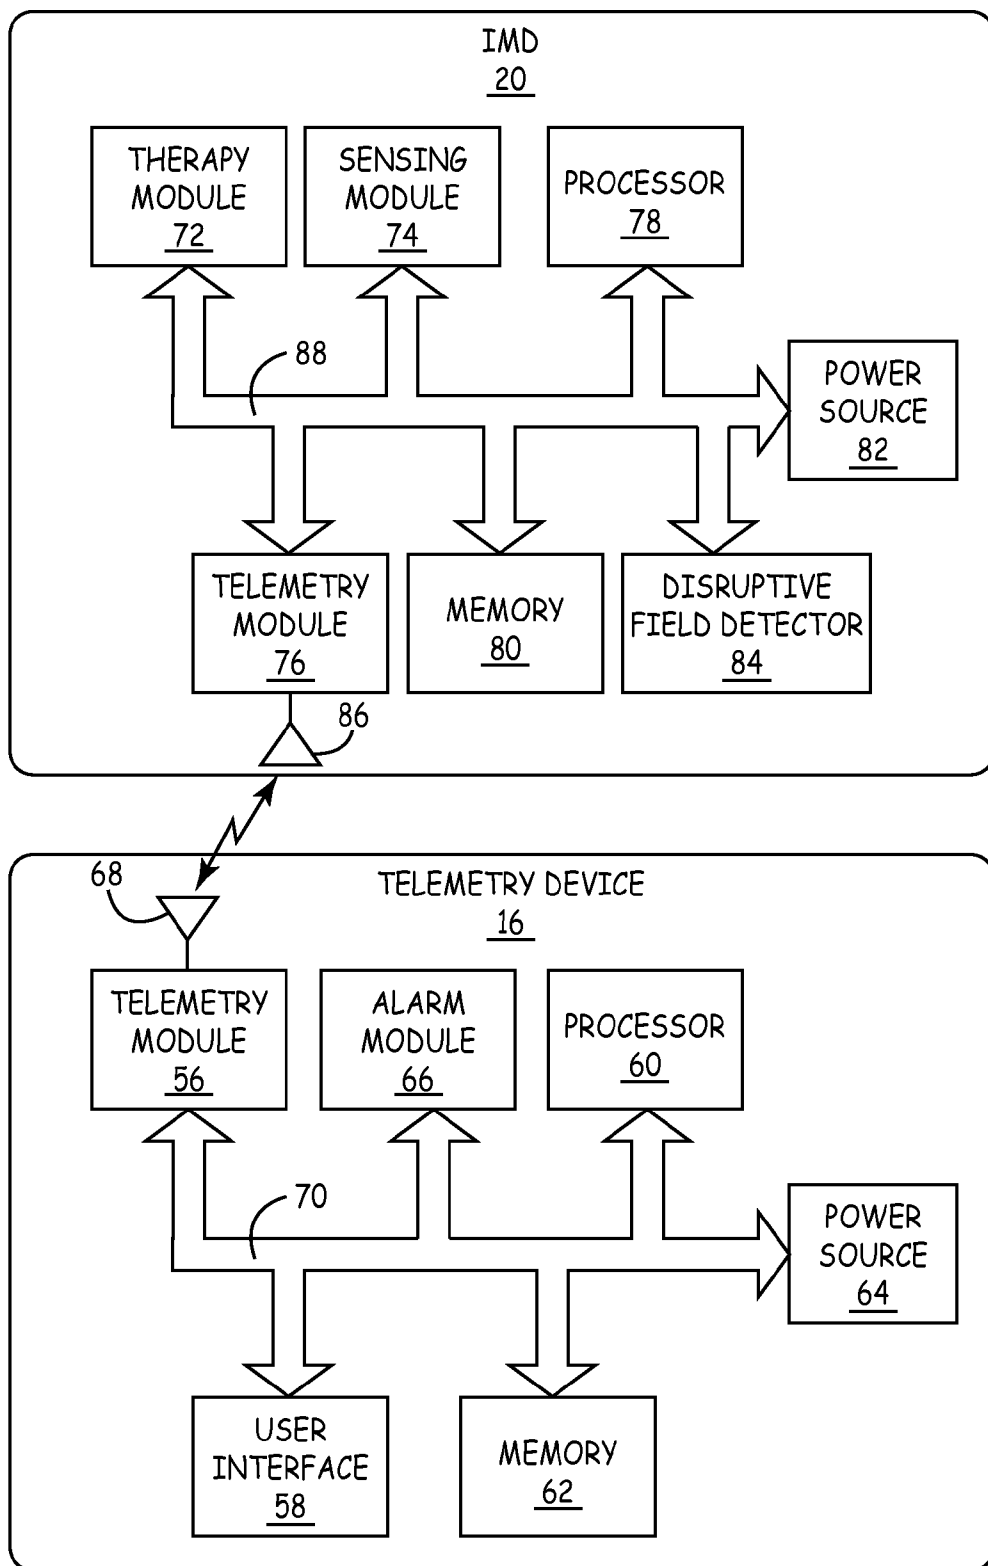 IMD
20
THERAPY
MODULE
72
SENSING
MODULE
74
PROCESSOR
78
88
POWER
SOURCE
82
TELEMETRY
MODULE
76
MEMORY
80
DISRUPTIVE
FIELD DETECTOR
84
86
68
TELEMETRY DEVICE
16
TELEMETRY
MODULE
56
ALARM
MODULE
66
PROCESSOR
60
70
POWER
SOURCE
64
USER
INTERFACE
58
MEMORY
62